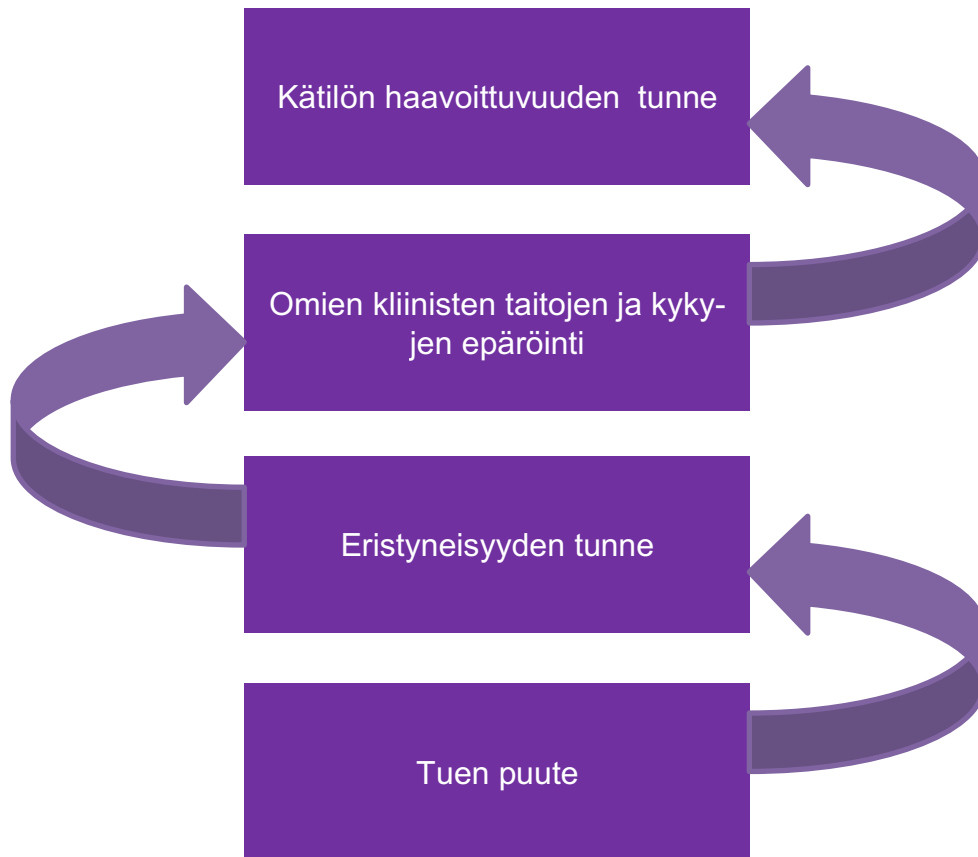 Kätilön haavoittuvuuden  tunne
Omien kliinisten taitojen ja kyky-
jen epäröinti
Eristyneisyyden tunne
Tuen puute